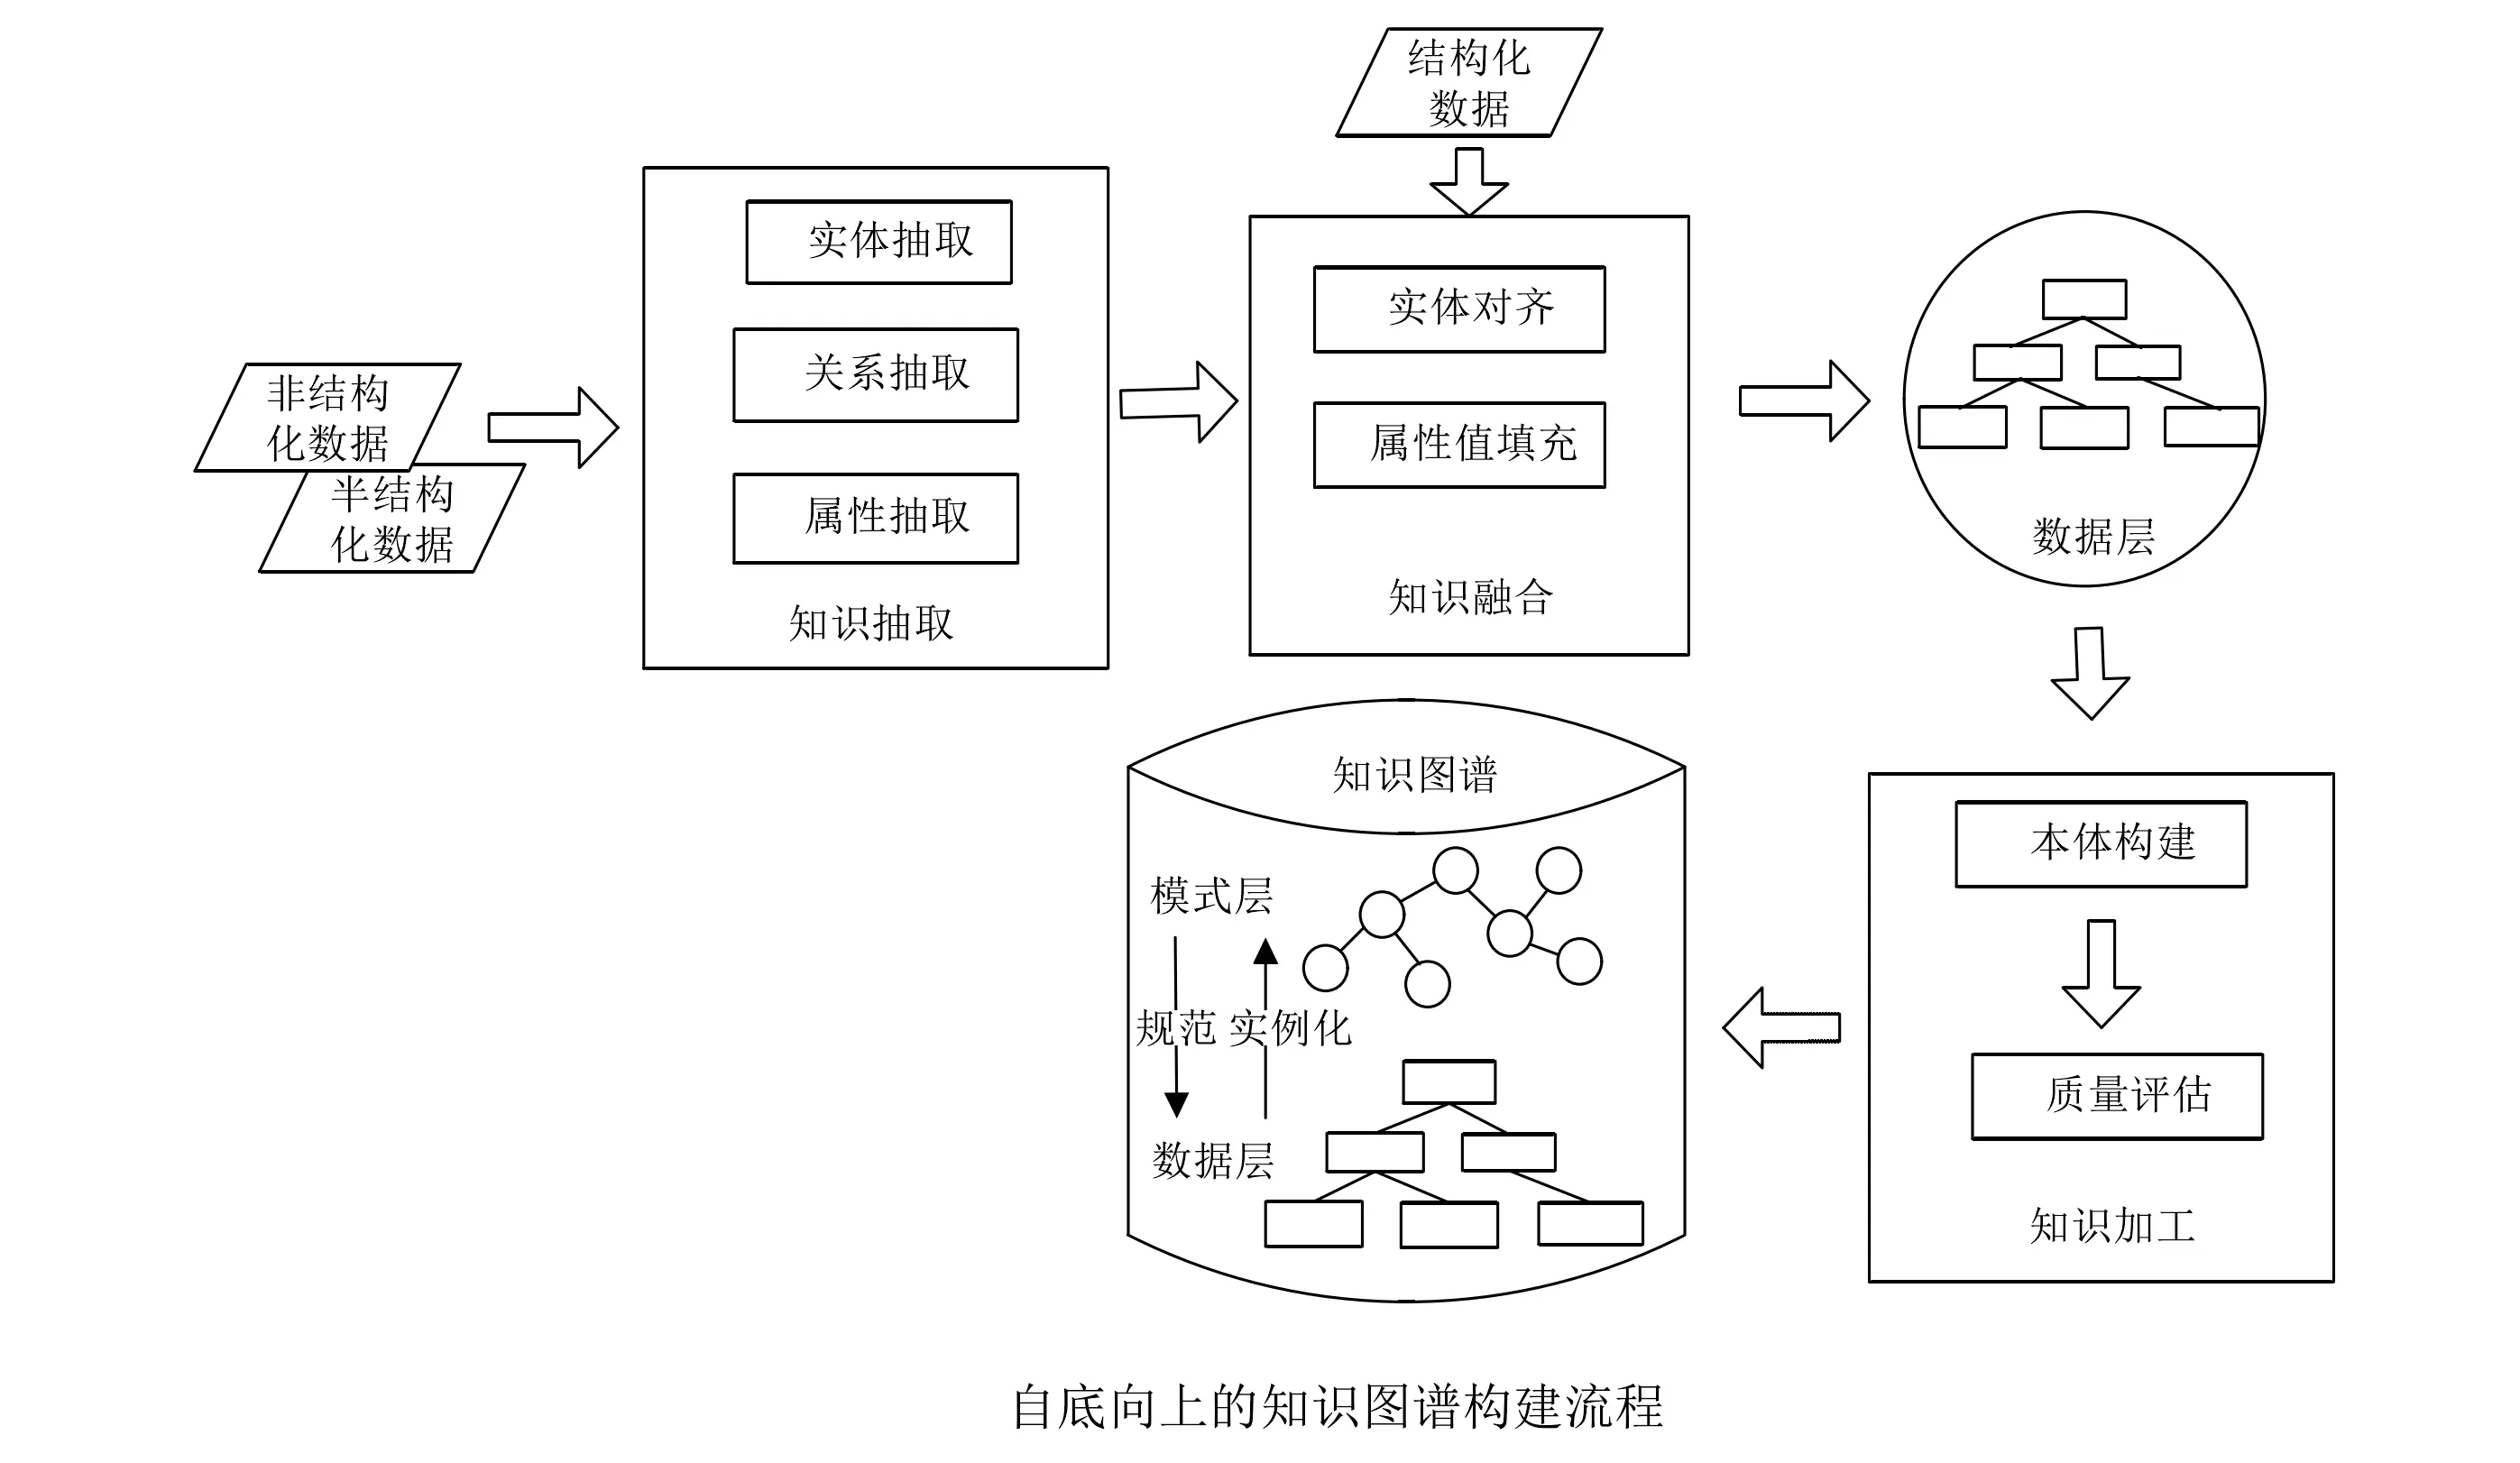 结构化
数据
实体抽取
关系抽取
属性抽取
知识抽取
非结构
化数据
半结构
化数据
实体对齐
属性值填充
知识融合
数据层
知识图谱
模式层
规范 实例化
数据层
本体构建
质量评估
知识加工
自底向上的知识图谱构建流程